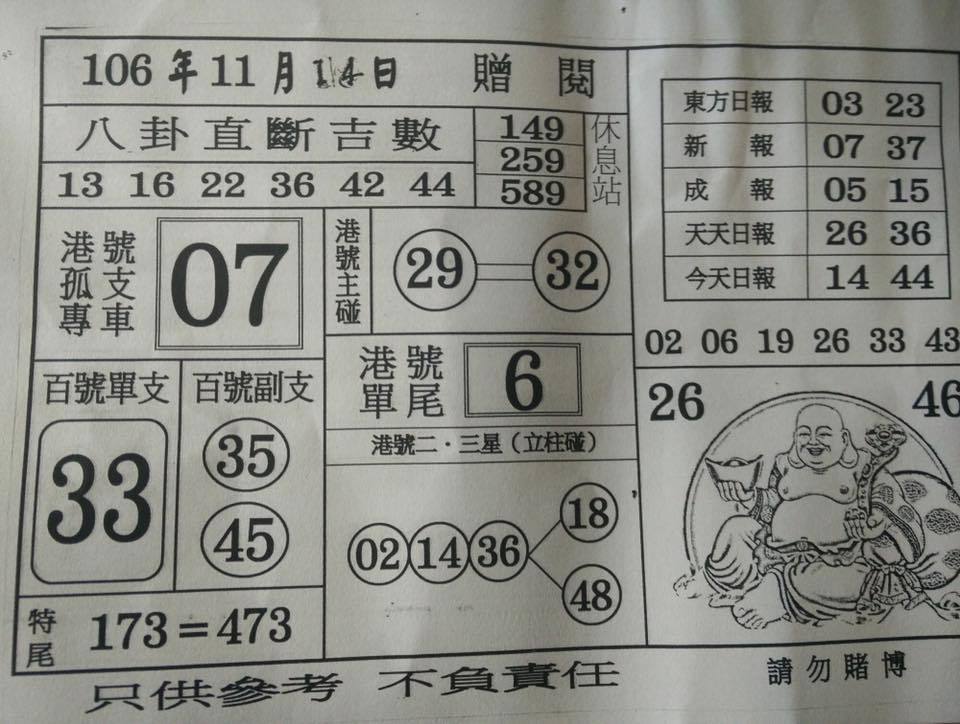 106年11月14日 贈閱
八卦直斷吉數
13 16 22 36 42 44
149
259
589
休息站
港號孤支專車
07
港號主碰
29 32
港號單尾
6
百號單支
33
百號副支
35
45
港號二·三星(立柱碰)
02 14 36
18
48
特尾
173=473
東方日報 03 23
新報 07 37
成報 05 15
天天日報 26 36
今天日報 14 44
02 06 19 26 33 43
26 46
只供參考 不負責任
請勿賭博